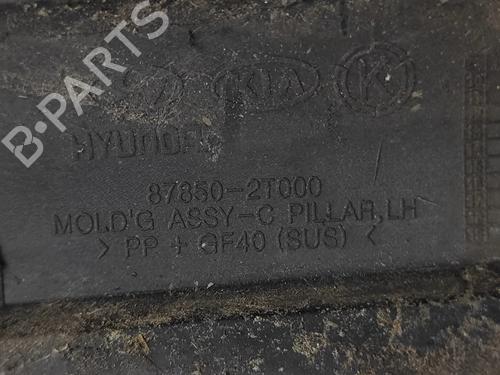 B-PARTS
KIA K
HYUNDAI
87850-2T000
MOLD'G ASSY-C PILLAR,LH
> PP + GF40 (SUS) <